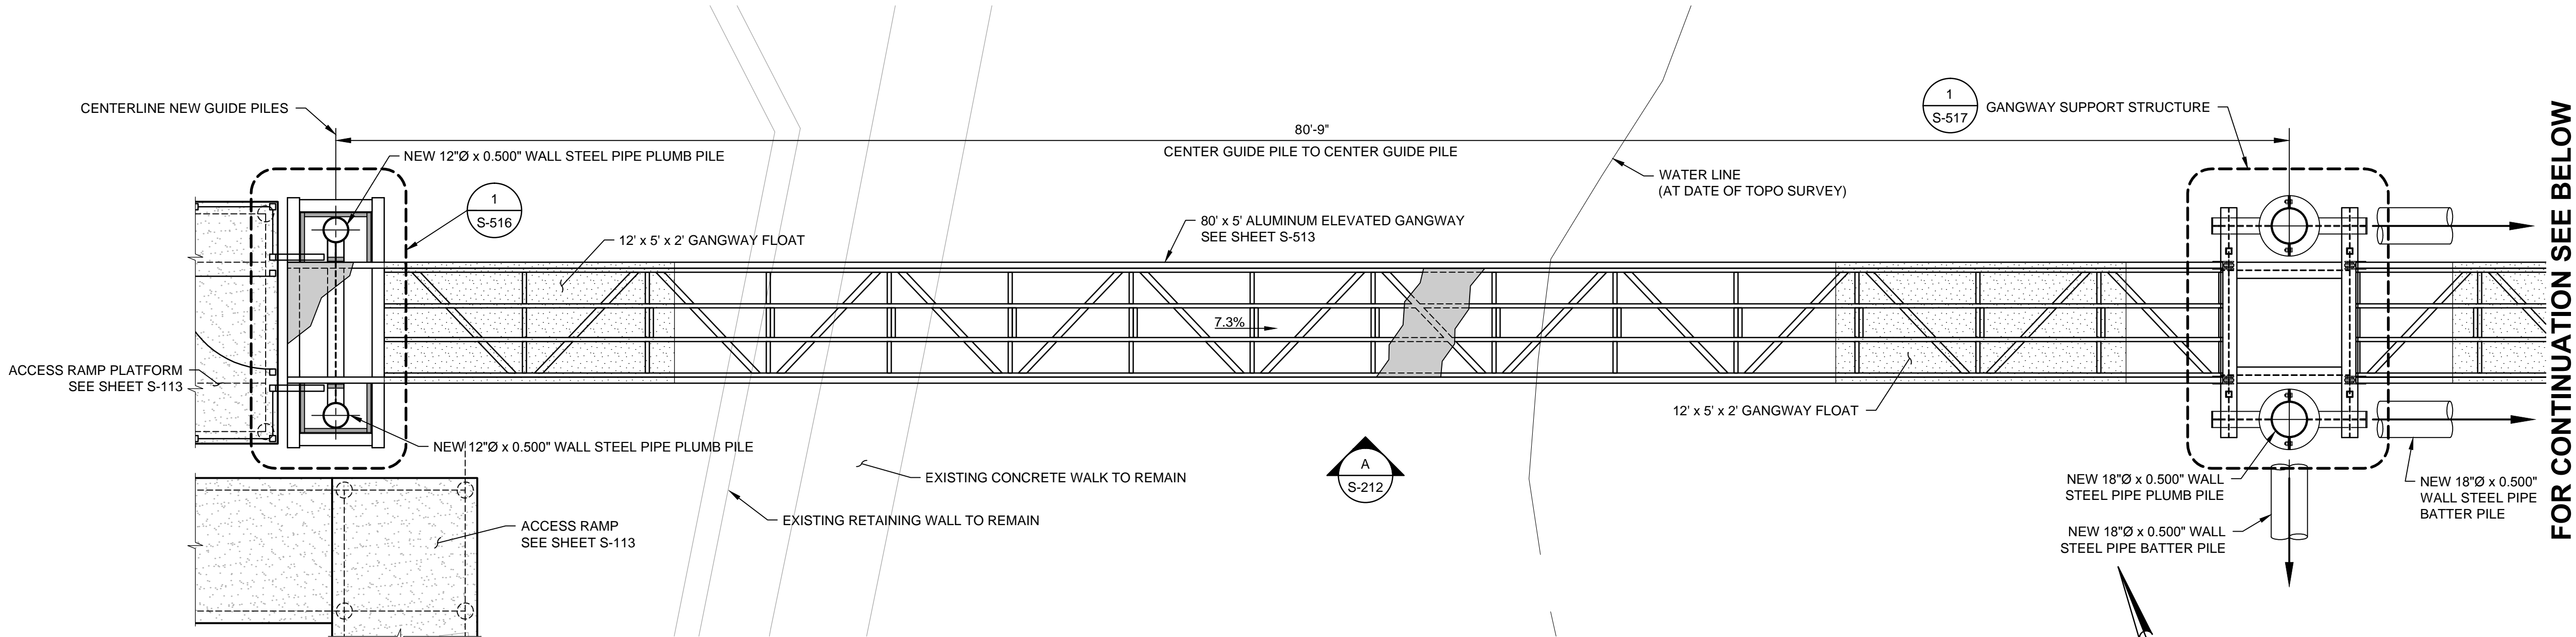 CENTERLINE NEW GUIDE PILES
80'-9"
CENTER GUIDE PILE TO CENTER GUIDE PILE
1
S-517
GANGWAY SUPPORT STRUCTURE
NEW 12"Ø x 0.500" WALL STEEL PIPE PLUMB PILE
1
S-516
WATER LINE
(AT DATE OF TOPO SURVEY)
80' x 5' ALUMINUM ELEVATED GANGWAY
SEE SHEET S-513
12' x 5' x 2' GANGWAY FLOAT
7.3%
ACCESS RAMP PLATFORM
SEE SHEET S-113
12' x 5' x 2' GANGWAY FLOAT
NEW 12"Ø x 0.500" WALL STEEL PIPE PLUMB PILE
A
S-212
EXISTING CONCRETE WALK TO REMAIN
EXISTING RETAINING WALL TO REMAIN
ACCESS RAMP
SEE SHEET S-113
NEW 18"Ø x 0.500" WALL
STEEL PIPE PLUMB PILE
NEW 18"Ø x 0.500"
WALL STEEL PIPE
BATTER PILE
NEW 18"Ø x 0.500" WALL
STEEL PIPE BATTER PILE
FOR CONTINUATION SEE BELOW